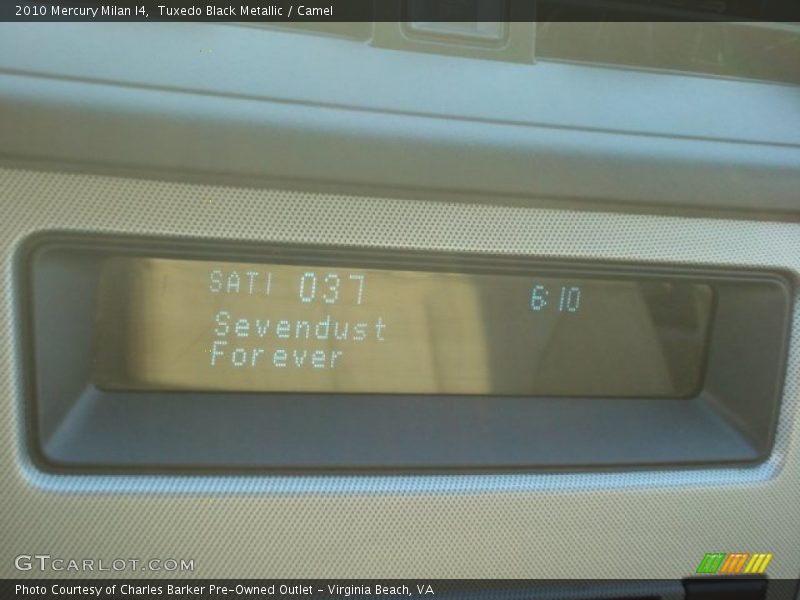 2010 Mercury Milan I4,  Tuxedo Black Metallic / Camel
SAT1 037 6:10
Sevendust
Forever
GTCARLOT.COM
Photo Courtesy of Charles Barker Pre-Owned Outlet - Virginia Beach, VA